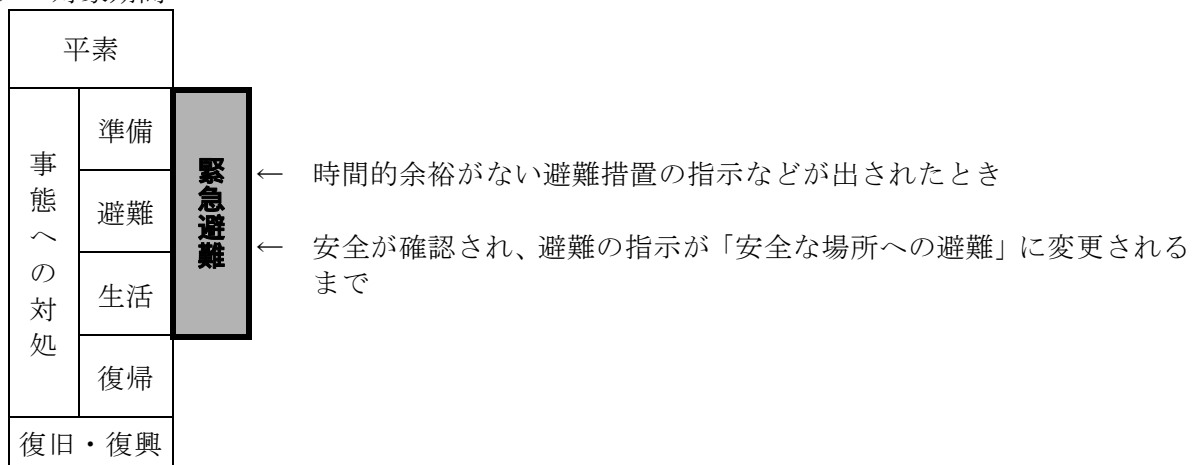 平素
事態への対処
準備
避難
生活
復帰
復旧・復興
緊急避難
← 時間的余裕がない避難措置の指示などが出されたとき
← 安全が確認され、避難の指示が「安全な場所への避難」に変更される
まで